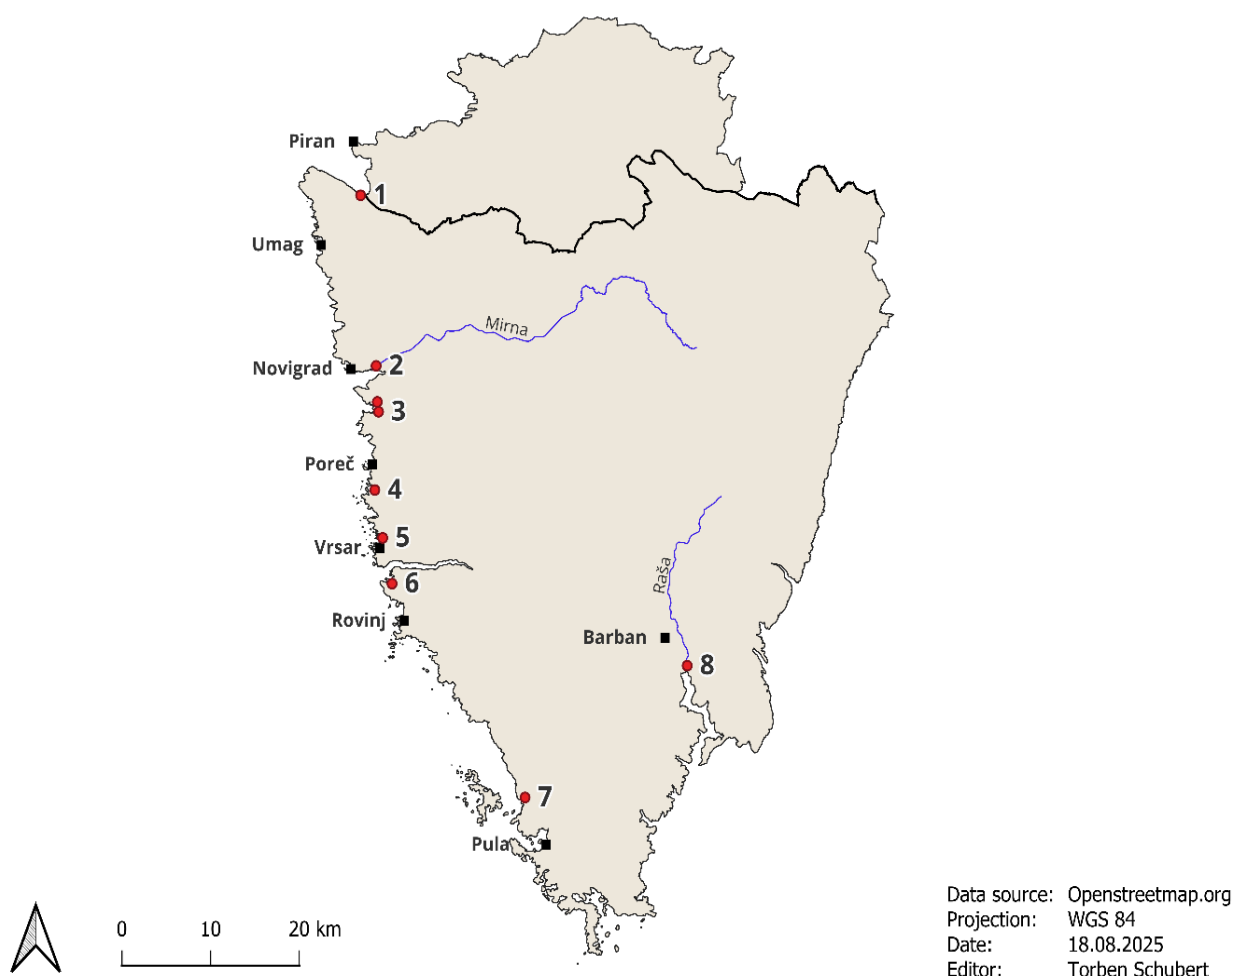 Piran
1
Umag
Mirna
Novigrad
2
3
Poreč
4
5
Vrsar
6
Raša
Rovinj
Barban
8
7
Pula
0 10 20 km
Data source: Openstreetmap.org
Projection: WGS 84
Date: 18.08.2025
Editor: Torben Schubert